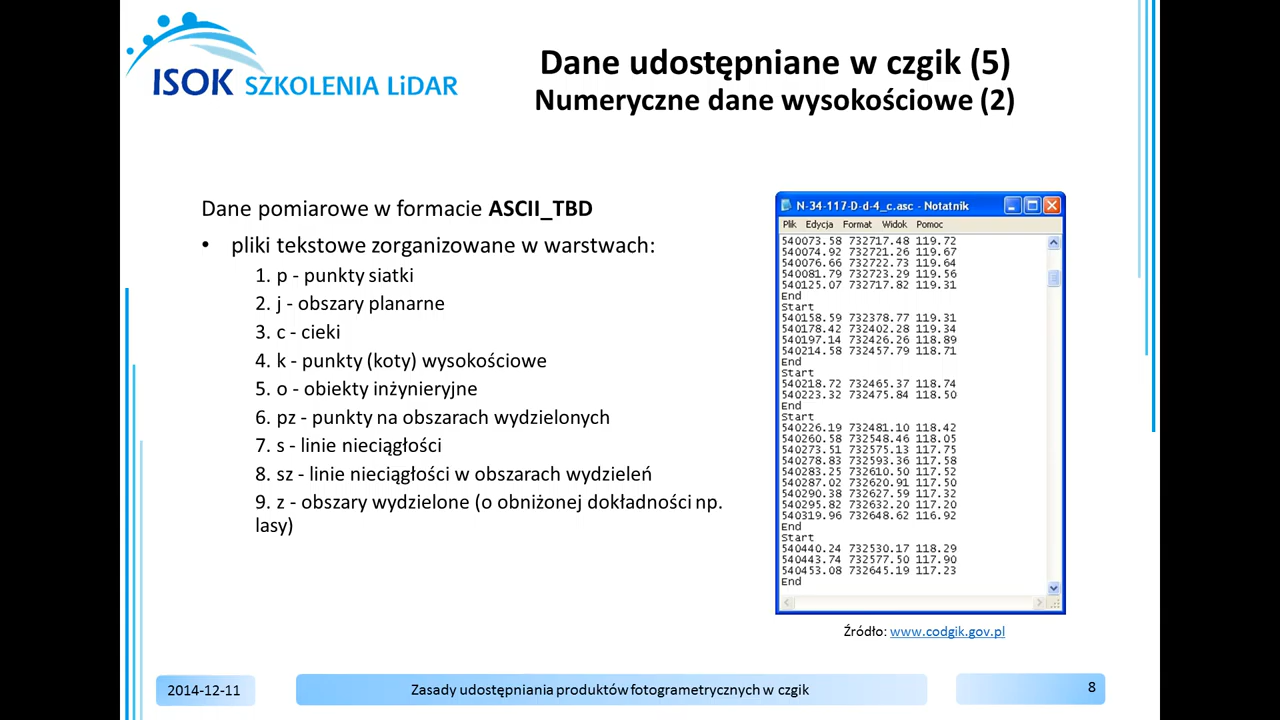 ISOK SZKOLENIA LiDAR
Dane udostępniane w czgik (5)
Numeryczne dane wysokościowe (2)
Dane pomiarowe w formacie ASCII_TBD
• pliki tekstowe zorganizowane w warstwach:
1. p - punkty siatki
2. j - obszary planarne
3. c - cieki
4. k - punkty (koty) wysokościowe
5. o - obiekty inżynieryjne
6. pz - punkty na obszarach wydzielonych
7. s - linie nieciągłości
8. sz - linie nieciągłości w obszarach wydzieleń
9. z - obszary wydzielone (o obniżonej dokładności np.
lasy)
N-34-117-D-d-4_c.asc - Notatnik
Plik Edycja Format Widok Pomoc
540073.58 732717.48 119.72
540074.92 732721.26 119.67
540076.66 732722.73 119.64
540081.79 732723.29 119.56
540125.07 732717.82 119.31
End
Start
540158.59 732378.77 119.31
540178.42 732402.28 119.34
540197.14 732426.26 118.89
540214.58 732457.79 118.71
End
Start
540218.72 732465.37 118.74
540223.32 732475.84 118.50
End
Start
540226.19 732481.10 118.42
540260.58 732548.46 118.05
540273.51 732575.13 117.75
540278.83 732593.36 117.58
540283.25 732610.50 117.52
540287.02 732620.91 117.50
540290.38 732627.59 117.32
540295.82 732632.20 117.20
540319.96 732648.62 116.92
End
Start
540440.24 732530.17 118.29
540443.74 732577.50 117.90
540453.08 732645.19 117.23
End
Źródło: www.codgik.gov.pl
2014-12-11
Zasady udostępniania produktów fotogrametrycznych w czgik
8